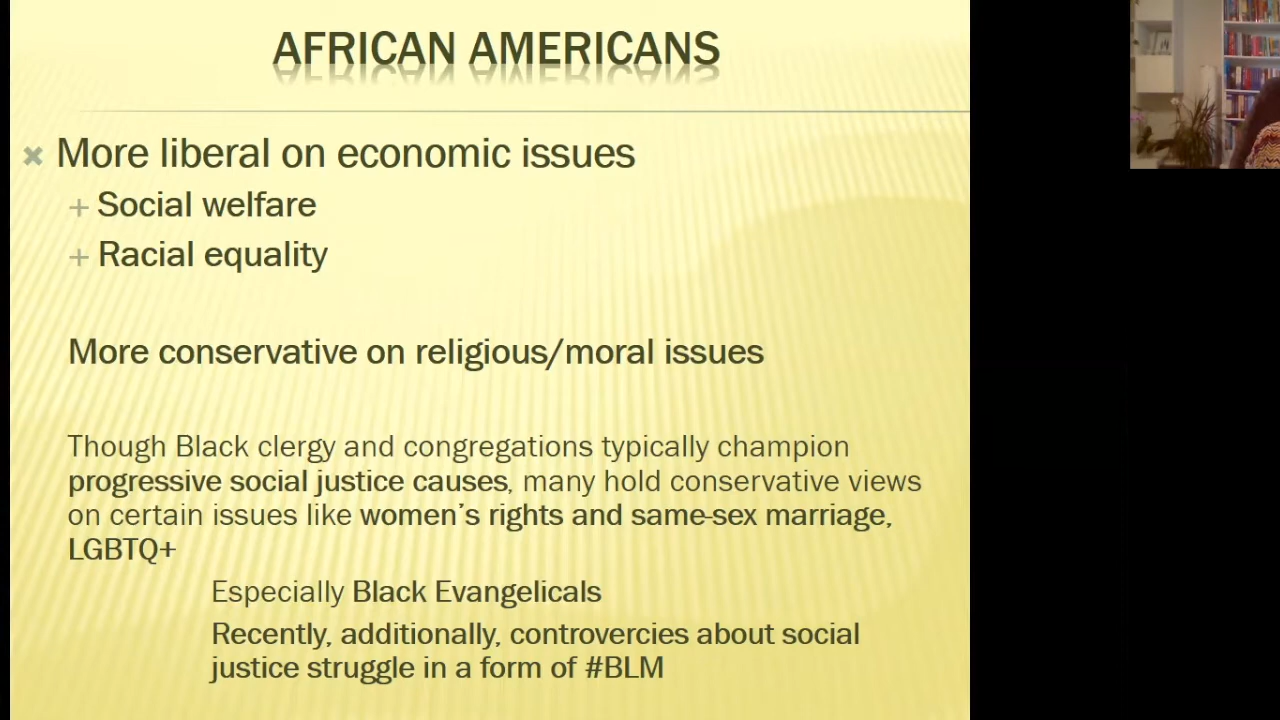 AFRICAN AMERICANS
More liberal on economic issues
Social welfare
Racial equality
More conservative on religious/moral issues
Though Black clergy and congregations typically champion
progressive social justice causes, many hold conservative views
on certain issues like women's rights and same-sex marriage,
LGBTQ+
Especially Black Evangelicals
Recently, additionally, controvercies about social
justice struggle in a form of #BLM